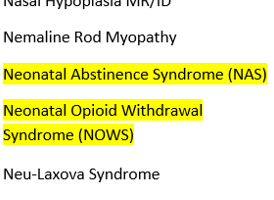 Nasal Hypoplasia MR/ID
Nemaline Rod Myopathy
Neonatal Abstinence Syndrome (NAS)
Neonatal Opioid Withdrawal
Syndrome (NOWS)
Neu-Laxova Syndrome